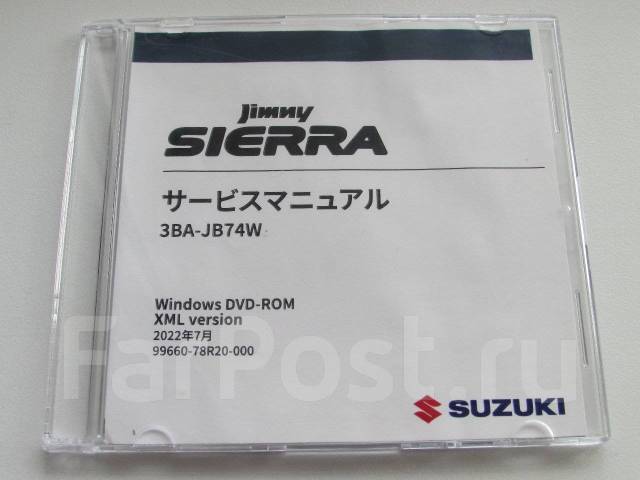 Jimny
SIERRA
サービスマニュアル
3BA-JB74W
Windows DVD-ROM
XML version
2022年7月
99660-78R20-000
FarPost.ru
SUZUKI